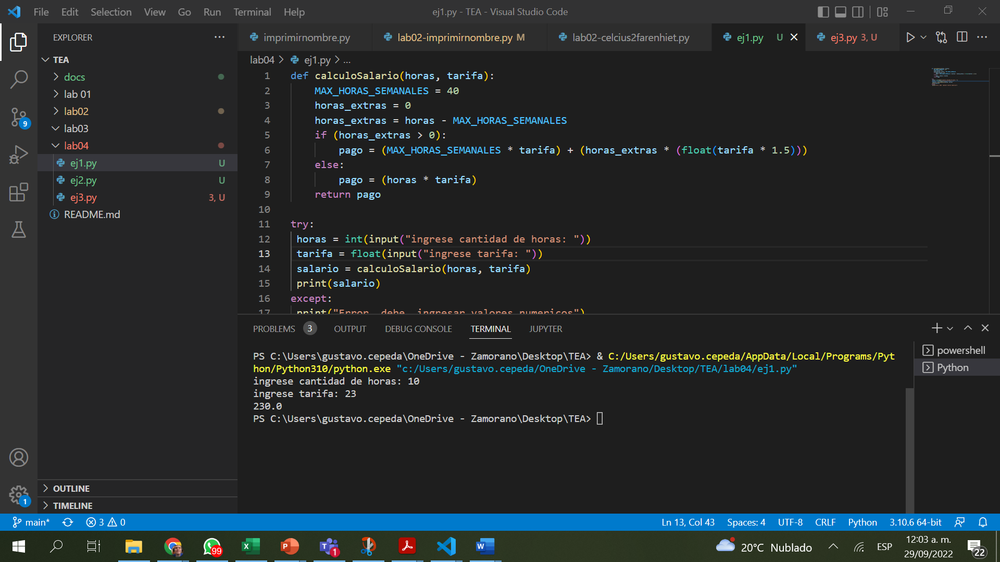 File Edit Selection View Go Run Terminal Help
ej1.py - TEA - Visual Studio Code
EXPLORER
imprimirnombre.py
lab02-imprimirnombre.py M
lab02-celcius2farenhiet.py
ej1.py U
ej3.py 3, U
TEA
docs
lab 01
lab02
lab03
lab04
ej1.py U
ej2.py U
ej3.py 3, U
README.md
OUTLINE
TIMELINE
9
1
lab04 > ej1.py > ...
1 def calculoSalario(horas, tarifa):
2 MAX_HORAS_SEMANALES = 40
3 horas_extras = 0
4 horas_extras = horas - MAX_HORAS_SEMANALES
5 if (horas_extras > 0):
6 pago = (MAX_HORAS_SEMANALES * tarifa) + (horas_extras * (float(tarifa * 1.5)))
7 else:
8 pago = (horas * tarifa)
9 return pago
10
11 try:
12 horas = int(input("ingrese cantidad de horas: "))
13 tarifa = float(input("ingrese tarifa: "))
14 salario = calculoSalario(horas, tarifa)
15 print(salario)
16 except:
17 print("Error, debe ingresar valores numericos")
PROBLEMS 3 OUTPUT DEBUG CONSOLE TERMINAL JUPYTER
PS C:\Users\gustavo.cepeda\OneDrive - Zamorano\Desktop\TEA> & C:/Users/gustavo.cepeda/AppData/Local/Programs/Pyt
hon/Python310/python.exe "c:/Users/gustavo.cepeda/OneDrive - Zamorano/Desktop/TEA/lab04/ej1.py"
ingrese cantidad de horas: 10
ingrese tarifa: 23
230.0
PS C:\Users\gustavo.cepeda\OneDrive - Zamorano\Desktop\TEA>
powershell
Python
main* 3 0
Ln 13, Col 43 Spaces: 4 UTF-8 CRLF Python 3.10.6 64-bit
99
1
20°C Nublado
ESP
12:03 a. m.
29/09/2022
22